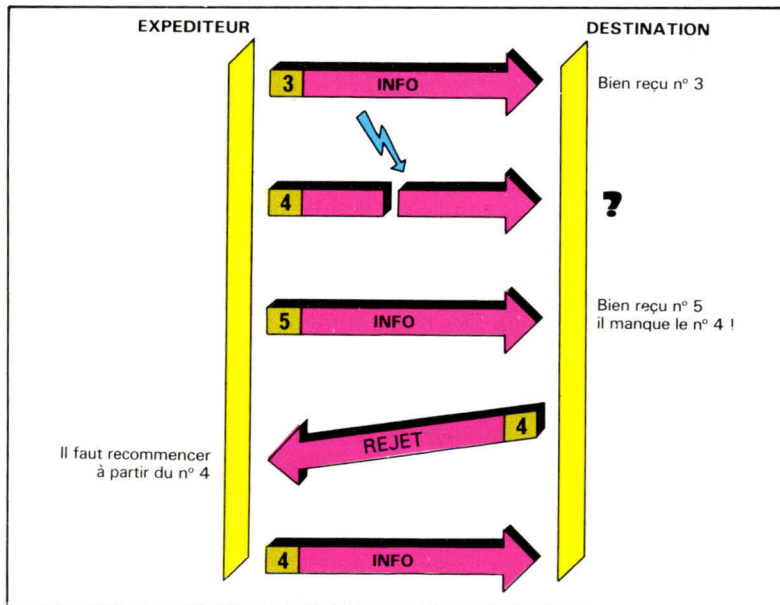 EXPEDITEUR
DESTINATION
3 INFO
Bien reçu nº 3
4
?
5 INFO
Bien reçu nº 5
il manque le nº 4 !
REJET 4
Il faut recommencer
à partir du nº 4
4 INFO